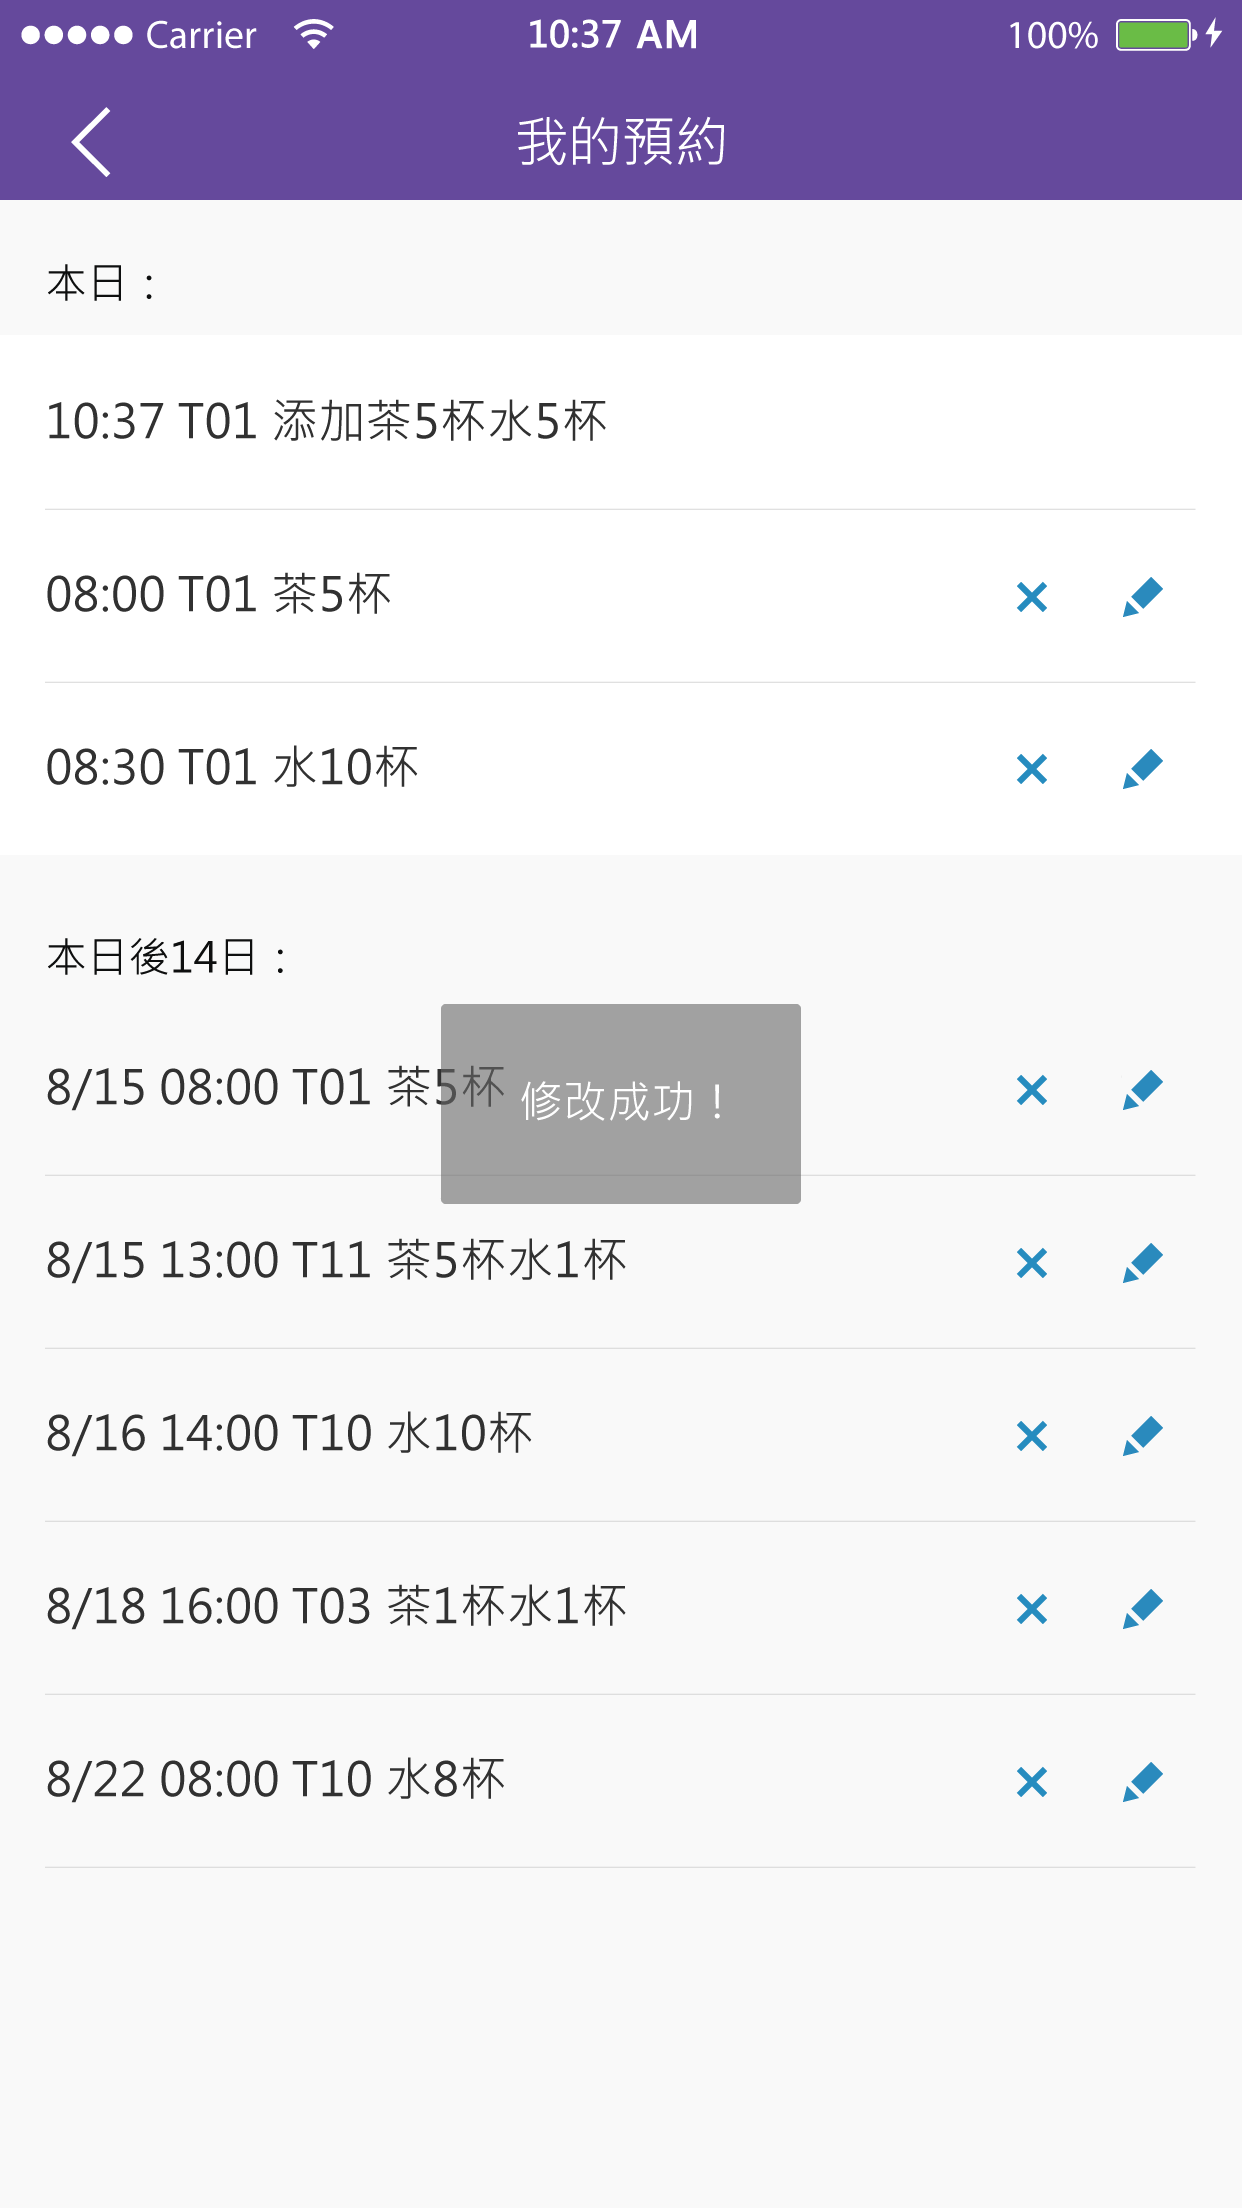 Carrier 10:37 AM 100%
我的預約
本日：
10:37 T01 添加茶5杯水5杯
08:00 T01 茶5杯
08:30 T01 水10杯
本日後14日：
8/15 08:00 T01 茶5杯
修改成功！
8/15 13:00 T11 茶5杯水1杯
8/16 14:00 T10 水10杯
8/18 16:00 T03 茶1杯水1杯
8/22 08:00 T10 水8杯